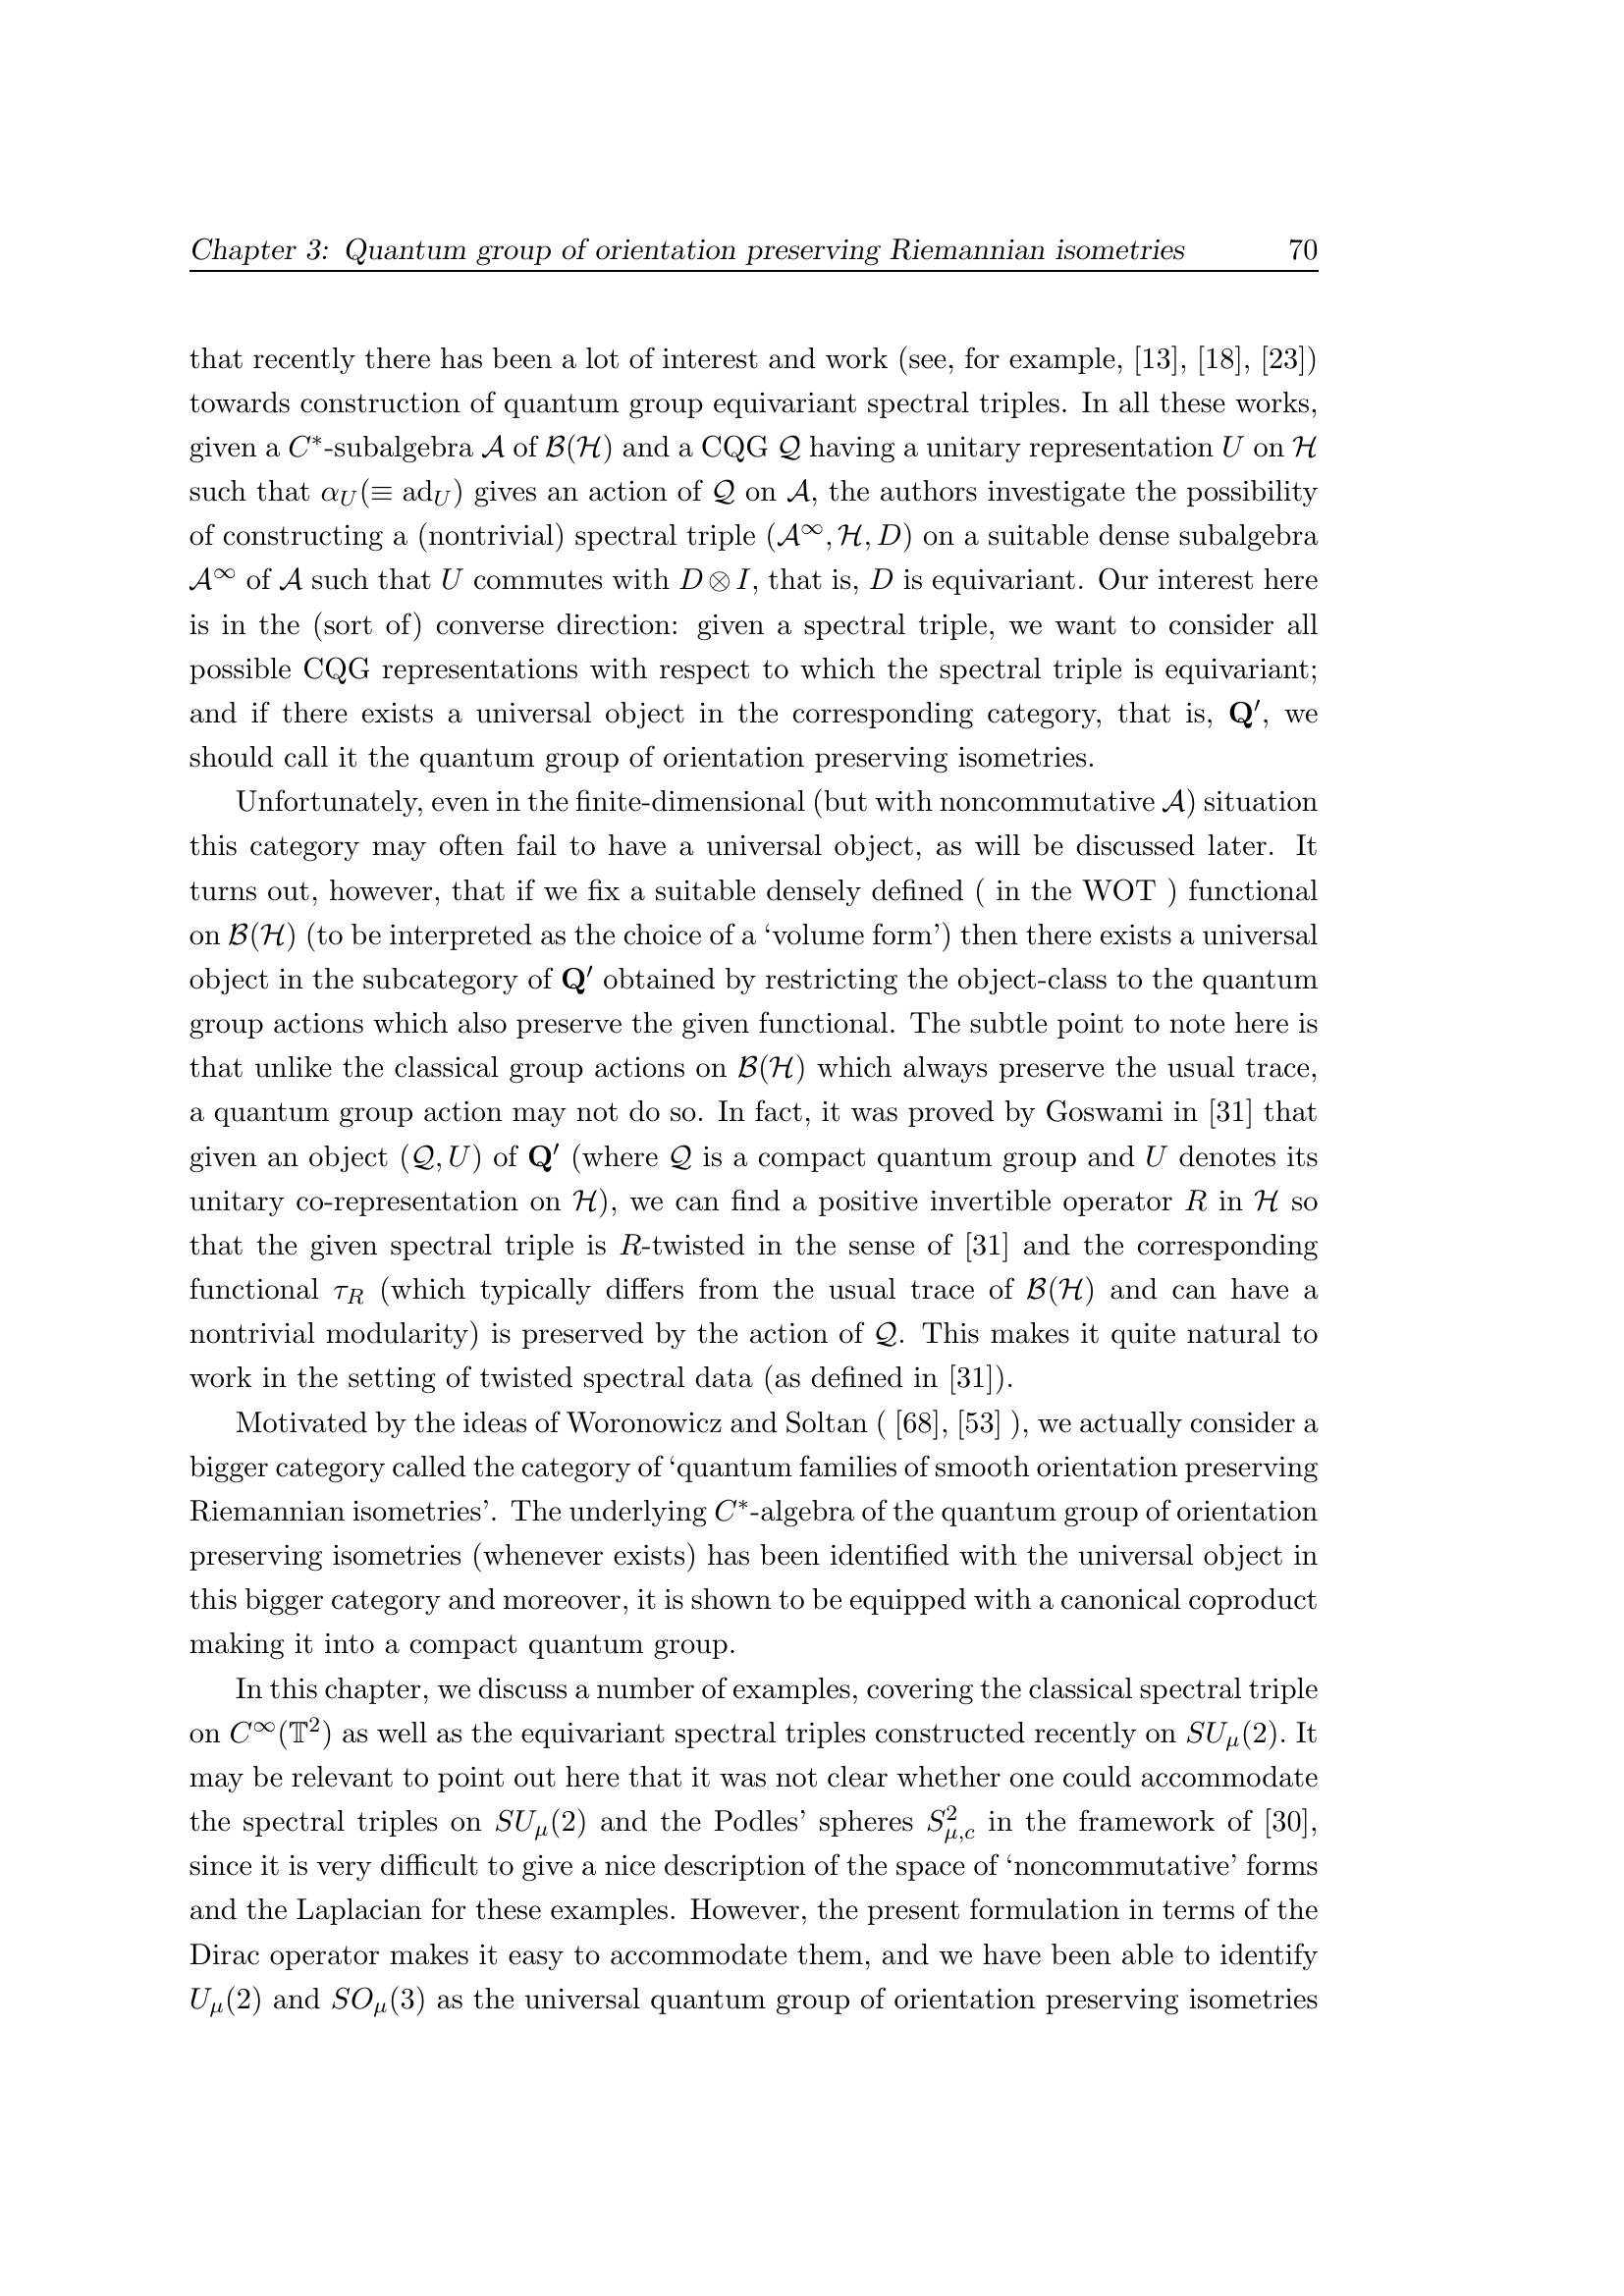 Chapter 3: Quantum group of orientation preserving Riemannian isometries 70
that recently there has been a lot of interest and work (see, for example, [13], [18], [23])
towards construction of quantum group equivariant spectral triples. In all these works,
given a $C^*$-subalgebra $\mathcal{A}$ of $\mathcal{B}(\mathcal{H})$ and a CQG $\mathcal{Q}$ having a unitary representation $U$ on $\mathcal{H}$
such that $\alpha_U(\equiv \mathrm{ad}_U)$ gives an action of $\mathcal{Q}$ on $\mathcal{A}$, the authors investigate the possibility
of constructing a (nontrivial) spectral triple $(\mathcal{A}^\infty, \mathcal{H}, D)$ on a suitable dense subalgebra
$\mathcal{A}^\infty$ of $\mathcal{A}$ such that $U$ commutes with $D \otimes I$, that is, $D$ is equivariant. Our interest here
is in the (sort of) converse direction: given a spectral triple, we want to consider all
possible CQG representations with respect to which the spectral triple is equivariant;
and if there exists a universal object in the corresponding category, that is, $\mathbf{Q}'$, we
should call it the quantum group of orientation preserving isometries.
Unfortunately, even in the finite-dimensional (but with noncommutative $\mathcal{A}$) situation
this category may often fail to have a universal object, as will be discussed later. It
turns out, however, that if we fix a suitable densely defined ( in the WOT ) functional
on $\mathcal{B}(\mathcal{H})$ (to be interpreted as the choice of a ‘volume form’) then there exists a universal
object in the subcategory of $\mathbf{Q}'$ obtained by restricting the object-class to the quantum
group actions which also preserve the given functional. The subtle point to note here is
that unlike the classical group actions on $\mathcal{B}(\mathcal{H})$ which always preserve the usual trace,
a quantum group action may not do so. In fact, it was proved by Goswami in [31] that
given an object $(\mathcal{Q}, U)$ of $\mathbf{Q}'$ (where $\mathcal{Q}$ is a compact quantum group and $U$ denotes its
unitary co-representation on $\mathcal{H}$), we can find a positive invertible operator $R$ in $\mathcal{H}$ so
that the given spectral triple is $R$-twisted in the sense of [31] and the corresponding
functional $\tau_R$ (which typically differs from the usual trace of $\mathcal{B}(\mathcal{H})$ and can have a
nontrivial modularity) is preserved by the action of $\mathcal{Q}$. This makes it quite natural to
work in the setting of twisted spectral data (as defined in [31]).
Motivated by the ideas of Woronowicz and Soltan ( [68], [53] ), we actually consider a
bigger category called the category of ‘quantum families of smooth orientation preserving
Riemannian isometries’. The underlying $C^*$-algebra of the quantum group of orientation
preserving isometries (whenever exists) has been identified with the universal object in
this bigger category and moreover, it is shown to be equipped with a canonical coproduct
making it into a compact quantum group.
In this chapter, we discuss a number of examples, covering the classical spectral triple
on $C^\infty(\mathbb{T}^2)$ as well as the equivariant spectral triples constructed recently on $SU_\mu(2)$. It
may be relevant to point out here that it was not clear whether one could accommodate
the spectral triples on $SU_\mu(2)$ and the Podles’ spheres $S^2_{\mu,c}$ in the framework of [30],
since it is very difficult to give a nice description of the space of ‘noncommutative’ forms
and the Laplacian for these examples. However, the present formulation in terms of the
Dirac operator makes it easy to accommodate them, and we have been able to identify
$U_\mu(2)$ and $SO_\mu(3)$ as the universal quantum group of orientation preserving isometries